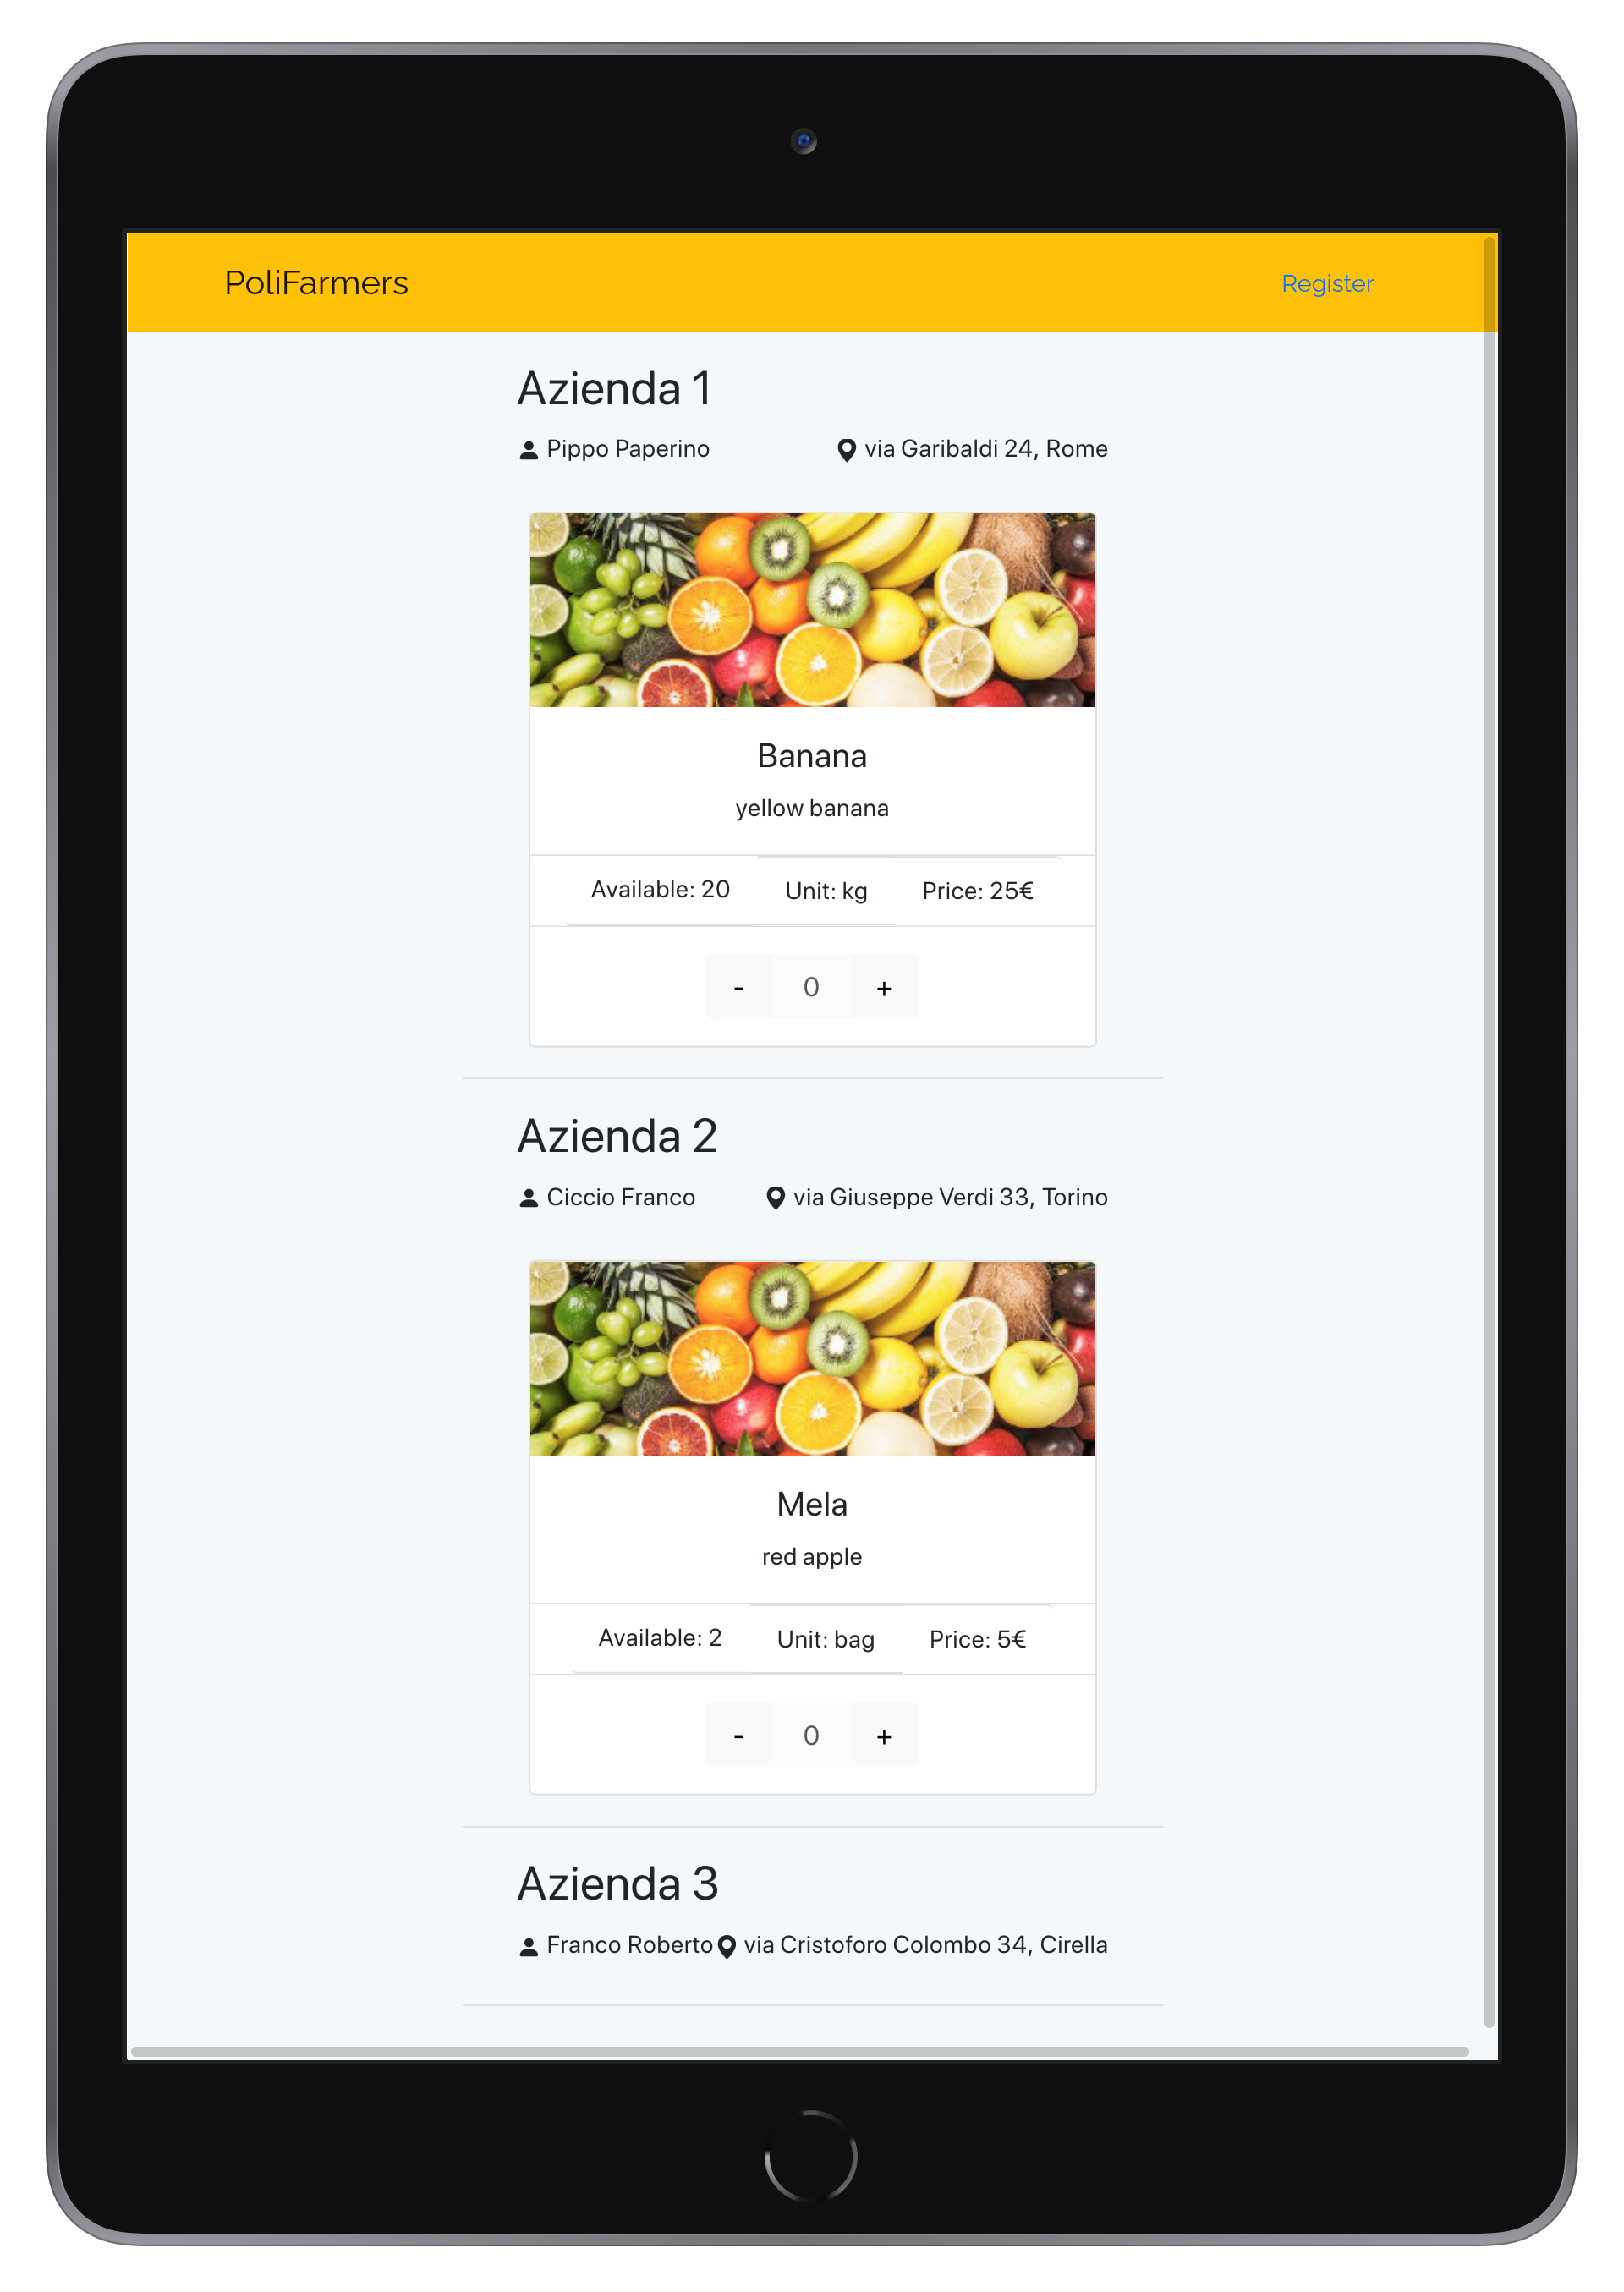 PoliFarmers Register
Azienda 1
Pippo Paperino via Garibaldi 24, Rome
Banana
yellow banana
Available: 20 Unit: kg Price: 25€
- 0 +
Azienda 2
Ciccio Franco via Giuseppe Verdi 33, Torino
Mela
red apple
Available: 2 Unit: bag Price: 5€
- 0 +
Azienda 3
Franco Roberto via Cristoforo Colombo 34, Cirella